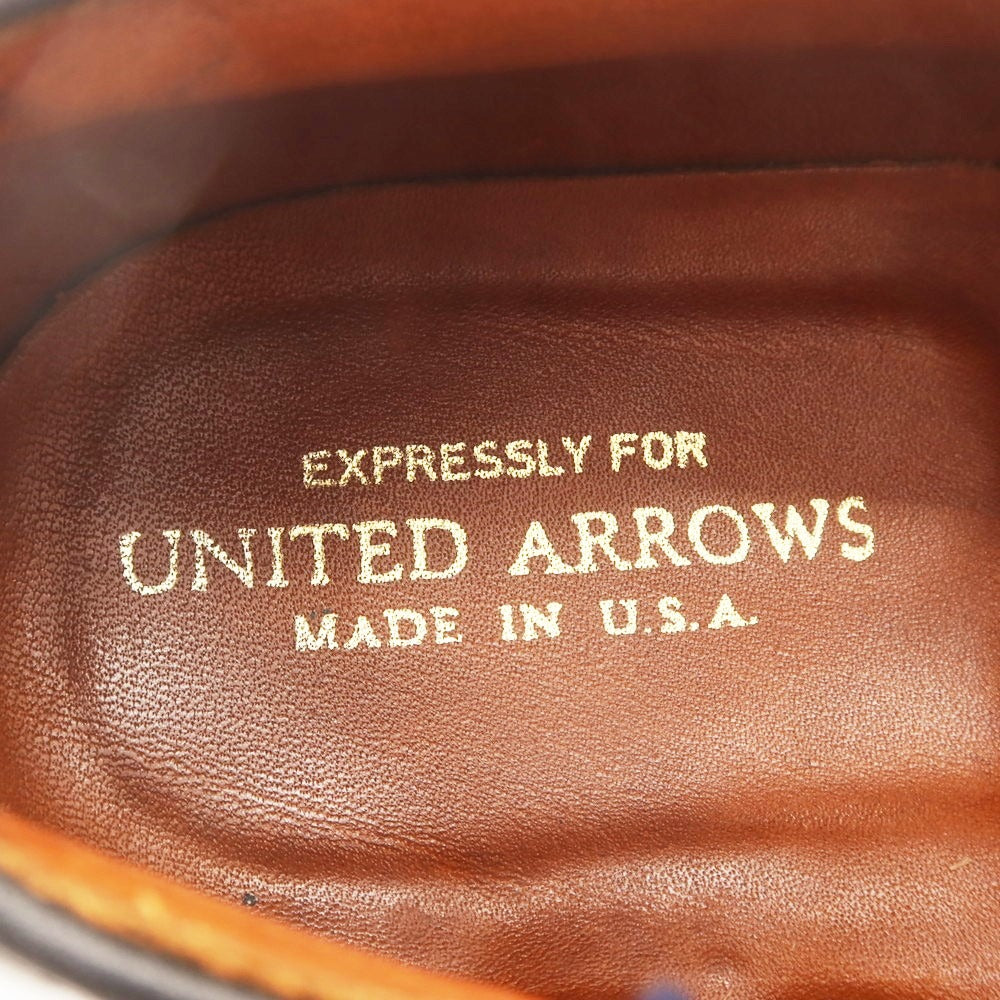 EXPRESSLY FOR
UNITED ARROWS
MADE IN U.S.A.